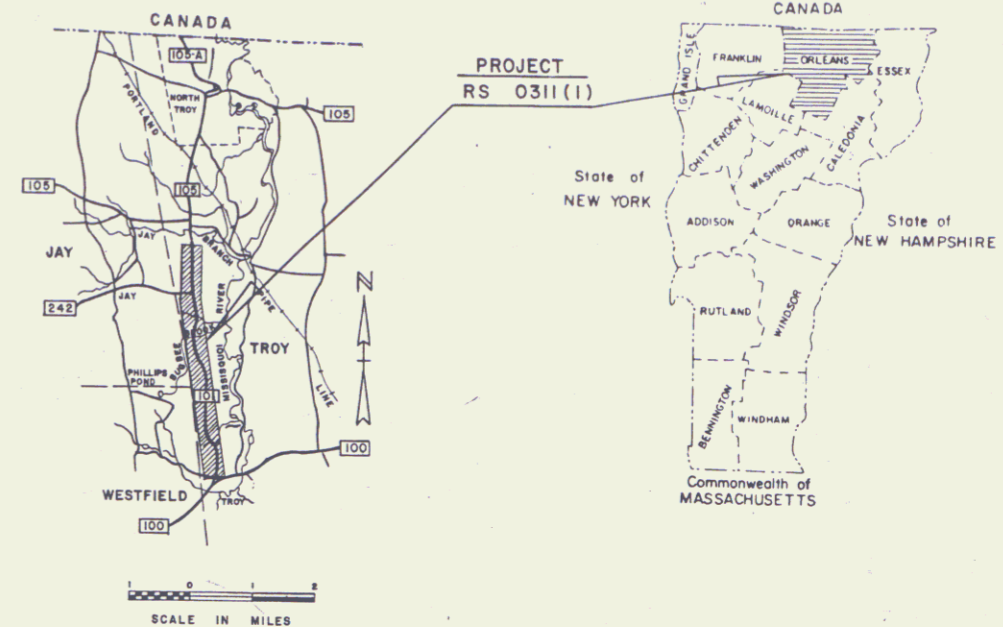 CANADA
105-A
PORTLAND
NORTH
TROY
105
105
105
JAY
JAY
BRANCH
242
JAY
RIVER
PIPE
LINE
BUGBEE
BROOK
MISSISQUOI
TROY
N
PHILLIPS
POND
101
100
WESTFIELD
TROY
100
1 0 1 2
SCALE IN MILES
PROJECT
RS 0311(1)
CANADA
GRAND ISLE
FRANKLIN
ORLEANS
ESSEX
LAMOILLE
CHITTENDEN
CALEDONIA
WASHINGTON
State of
NEW YORK
ADDISON
ORANGE
State of
NEW HAMPSHIRE
RUTLAND
WINDSOR
BENNINGTON
WINDHAM
Commonwealth of
MASSACHUSETTS